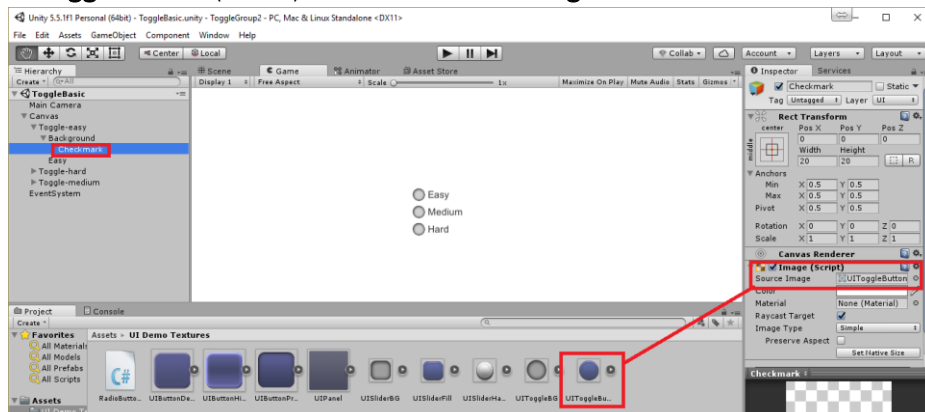 Unity 5.5.1f1 Personal (64bit) - ToggleBasic.unity - ToggleGroup2 - PC, Mac & Linux Standalone <DX11>
File Edit Assets GameObject Component Window Help
Center Local Collab Account Layers Layout
Hierarchy Scene Game Animator Asset Store Inspector Services
Create All Display 1 Free Aspect Scale 1x Maximize On Play Mute Audio Stats Gizmos
ToggleBasic
Main Camera
Canvas
Toggle-easy
Background
Checkmark
Easy
Toggle-hard
Toggle-medium
EventSystem
Easy
Medium
Hard
Checkmark Static
Tag Untagged Layer UI
Rect Transform
center Pos X Pos Y Pos Z
middle 0 0 0
Width Height
20 20 R
Anchors
Min X 0.5 Y 0.5
Max X 0.5 Y 0.5
Pivot X 0.5 Y 0.5
Rotation X 0 Y 0 Z 0
Scale X 1 Y 1 Z 1
Canvas Renderer
Image (Script)
Source Image UIToggleButton
Color
Material None (Material)
Raycast Target
Image Type Simple
Preserve Aspect
Set Native Size
Checkmark
Project Console
Create
Favorites
All Materials
All Models
All Prefabs
All Scripts
Assets
Assets UI Demo Textures
C#
RadioButto... UIButtonDe... UIButtonHi... UIButtonPr... UIPanel UISliderBG UISliderFill UISliderHa... UIToggleBG UIToggleBu...